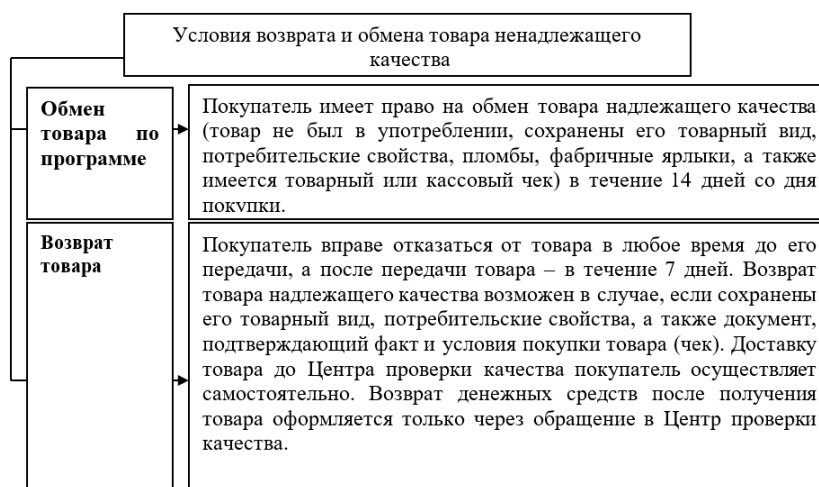 Условия возврата и обмена товара ненадлежащего
качества
Обмен
товара по
программе
Покупатель имеет право на обмен товара надлежащего качества
(товар не был в употреблении, сохранены его товарный вид,
потребительские свойства, пломбы, фабричные ярлыки, а также
имеется товарный или кассовый чек) в течение 14 дней со дня
покупки.
Возврат
товара
Покупатель вправе отказаться от товара в любое время до его
передачи, а после передачи товара – в течение 7 дней. Возврат
товара надлежащего качества возможен в случае, если сохранены
его товарный вид, потребительские свойства, а также документ,
подтверждающий факт и условия покупки товара (чек). Доставку
товара до Центра проверки качества покупатель осуществляет
самостоятельно. Возврат денежных средств после получения
товара оформляется только через обращение в Центр проверки
качества.